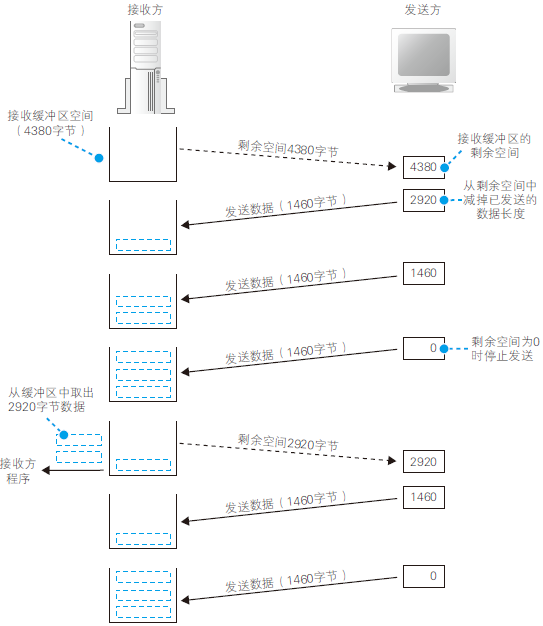 接收方
发送方
接收缓冲区空间
（4380字节）
剩余空间4380字节
接收缓冲区的
剩余空间
4380
从剩余空间中
减掉已发送的
数据长度
2920
发送数据（1460字节）
1460
发送数据（1460字节）
0
剩余空间为0
时停止发送
发送数据（1460字节）
从缓冲区中取出
2920字节数据
剩余空间2920字节
2920
接收方
程序
1460
发送数据（1460字节）
0
发送数据（1460字节）